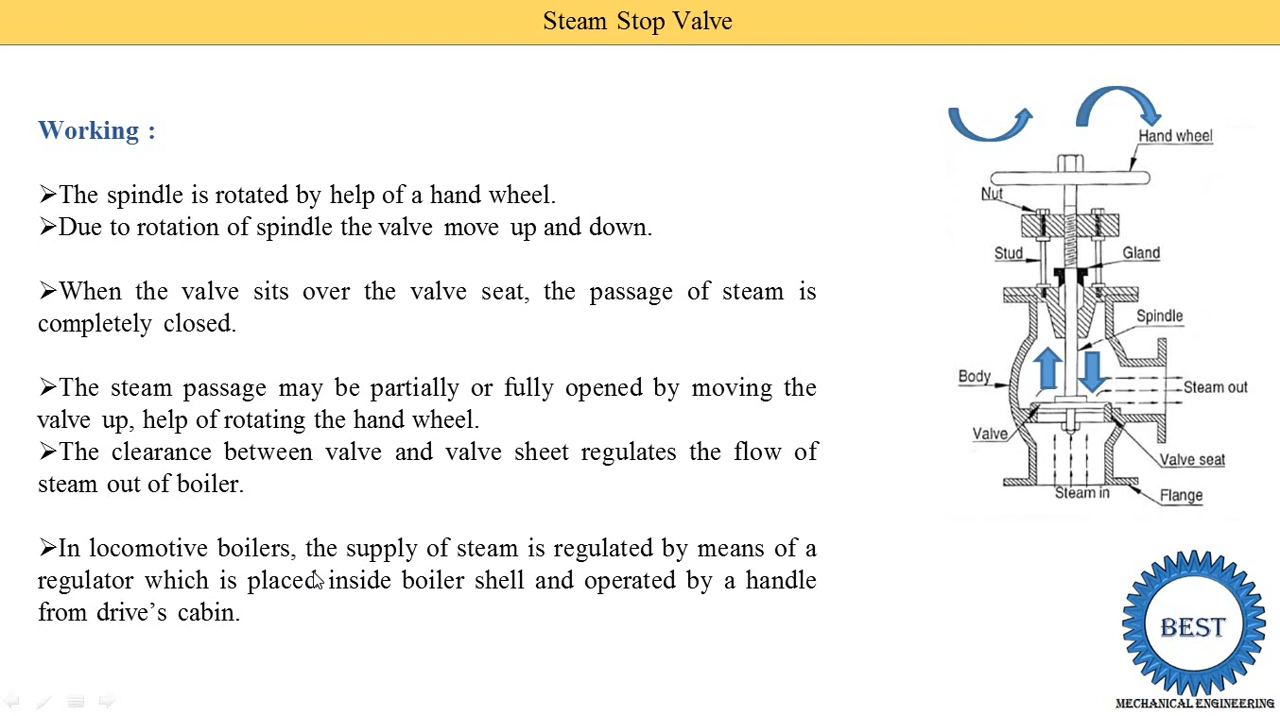 Steam Stop Valve
Working :
➢The spindle is rotated by help of a hand wheel.
➢Due to rotation of spindle the valve move up and down.
➢When the valve sits over the valve seat, the passage of steam is
completely closed.
➢The steam passage may be partially or fully opened by moving the
valve up, help of rotating the hand wheel.
➢The clearance between valve and valve sheet regulates the flow of
steam out of boiler.
➢In locomotive boilers, the supply of steam is regulated by means of a
regulator which is placed inside boiler shell and operated by a handle
from drive’s cabin.
Hand wheel
Nut
Stud
Gland
Spindle
Body
Steam out
Valve
Valve seat
Steam in
Flange
BEST
MECHANICAL ENGINEERING